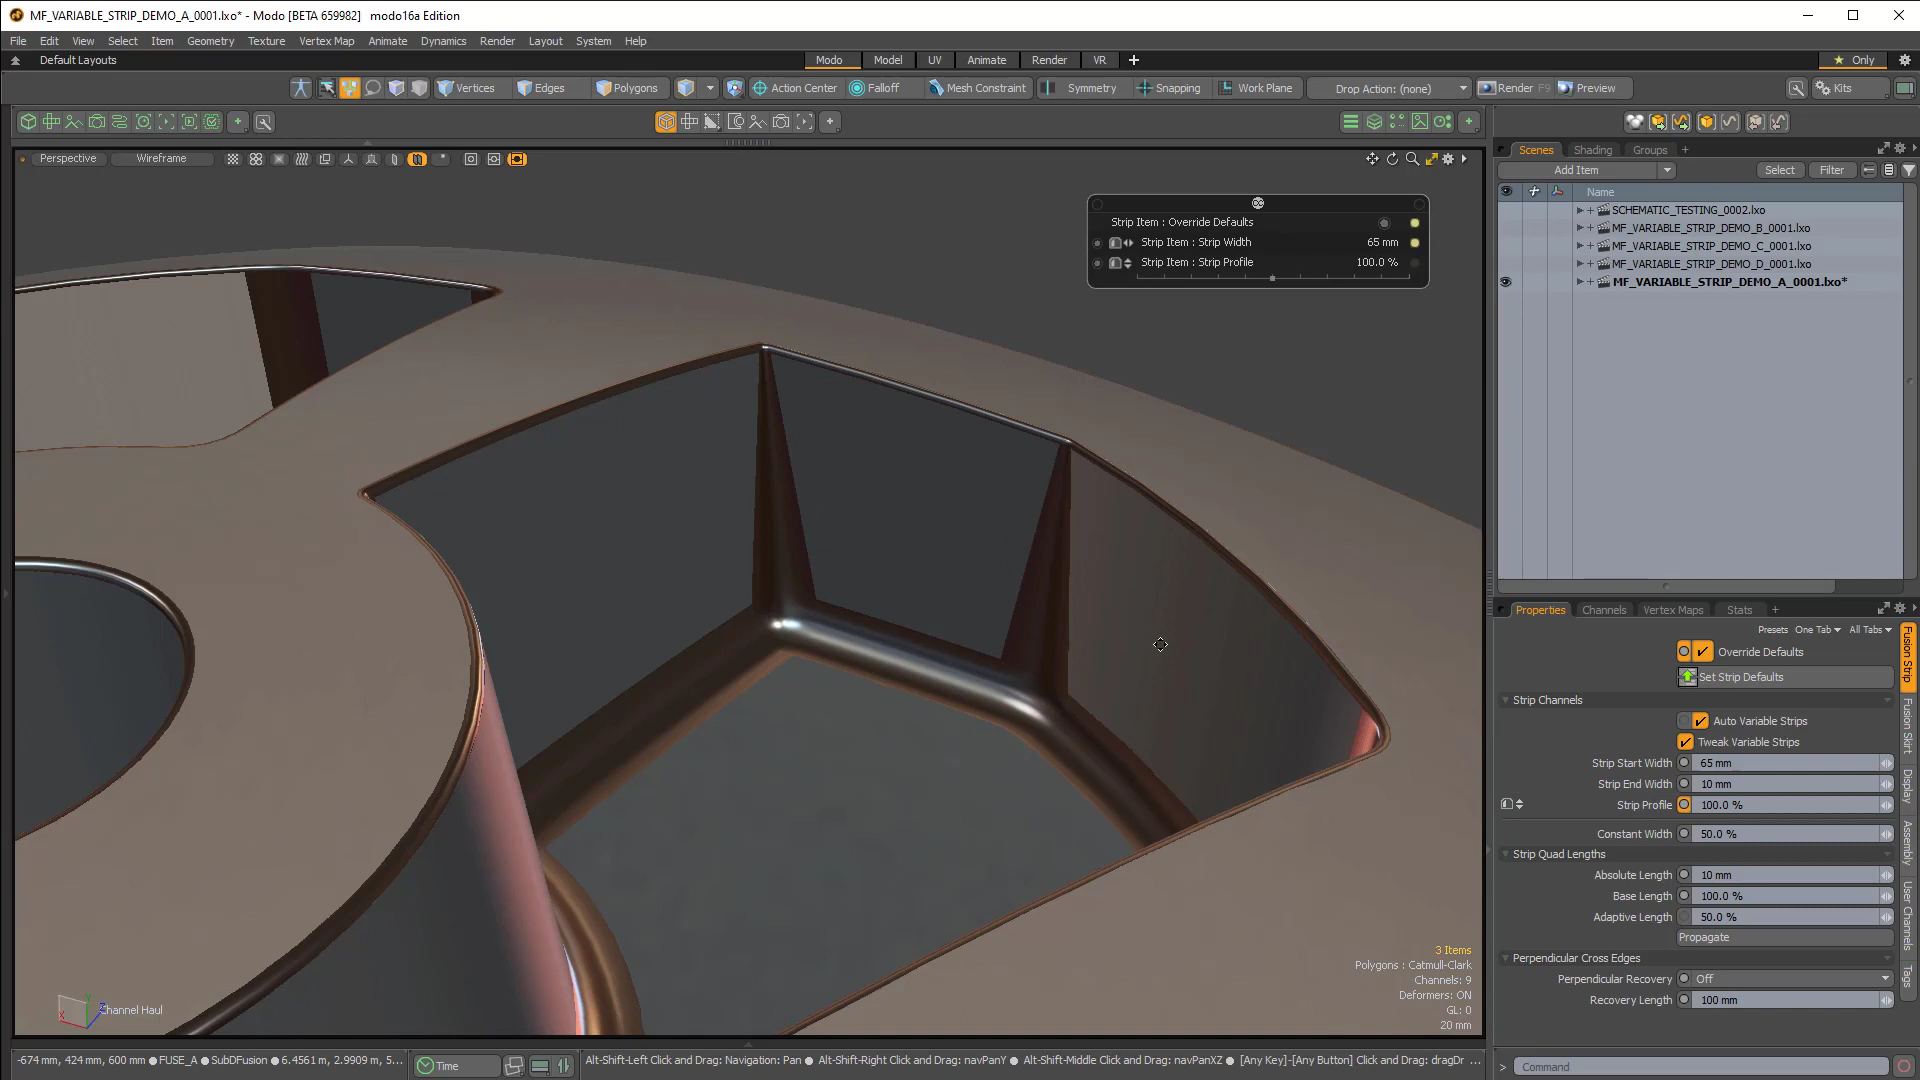 MF_VARIABLE_STRIP_DEMO_A_0001.lxo* - Modo [BETA 659982] modo16a Edition
File Edit View Select Item Geometry Texture Vertex Map Animate Dynamics Render Layout System Help
Default Layouts
Modo Model UV Animate Render VR
Only
Vertices Edges Polygons Action Center Falloff Mesh Constraint Symmetry Snapping Work Plane Drop Action: (none) Render F9 Preview Kits
Perspective Wireframe
Strip Item : Override Defaults
Strip Item : Strip Width 65 mm
Strip Item : Strip Profile 100.0 %
3 Items
Polygons : Catmull-Clark
Channels: 9
Deformers: ON
GL: 0
20 mm
X Y Z
Channel Haul
Scenes Shading Groups
Add Item Select Filter
Name
SCHEMATIC_TESTING_0002.lxo
MF_VARIABLE_STRIP_DEMO_B_0001.lxo
MF_VARIABLE_STRIP_DEMO_C_0001.lxo
MF_VARIABLE_STRIP_DEMO_D_0001.lxo
MF_VARIABLE_STRIP_DEMO_A_0001.lxo*
Properties Channels Vertex Maps Stats
Presets One Tab All Tabs
Override Defaults
Set Strip Defaults
Strip Channels
Auto Variable Strips
Tweak Variable Strips
Strip Start Width 65 mm
Strip End Width 10 mm
Strip Profile 100.0 %
Constant Width 50.0 %
Strip Quad Lengths
Absolute Length 10 mm
Base Length 100.0 %
Adaptive Length 50.0 %
Propagate
Perpendicular Cross Edges
Perpendicular Recovery Off
Recovery Length 100 mm
Fusion Strip
Fusion Skirt
Display
Assembly
User Channels
Tags
-674 mm, 424 mm, 600 mm ● FUSE_A ● SubDFusion ● 6.4561 m, 2.9909 m, 5...
Time
Alt-Shift-Left Click and Drag: Navigation: Pan ● Alt-Shift-Right Click and Drag: navPanY ● Alt-Shift-Middle Click and Drag: navPanXZ ● [Any Key]-[Any Button] Click and Drag: dragDr ...
> Command